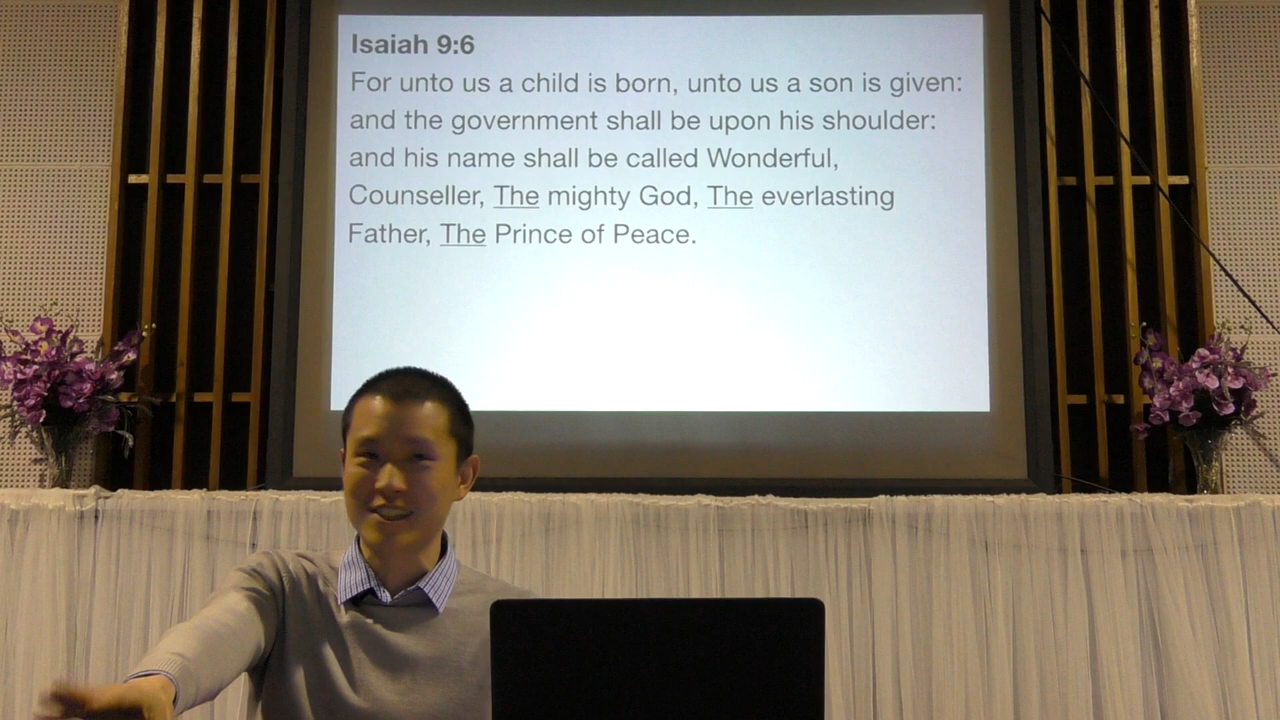 Isaiah 9:6
For unto us a child is born, unto us a son is given:
and the government shall be upon his shoulder:
and his name shall be called Wonderful,
Counseller, The mighty God, The everlasting
Father, The Prince of Peace.